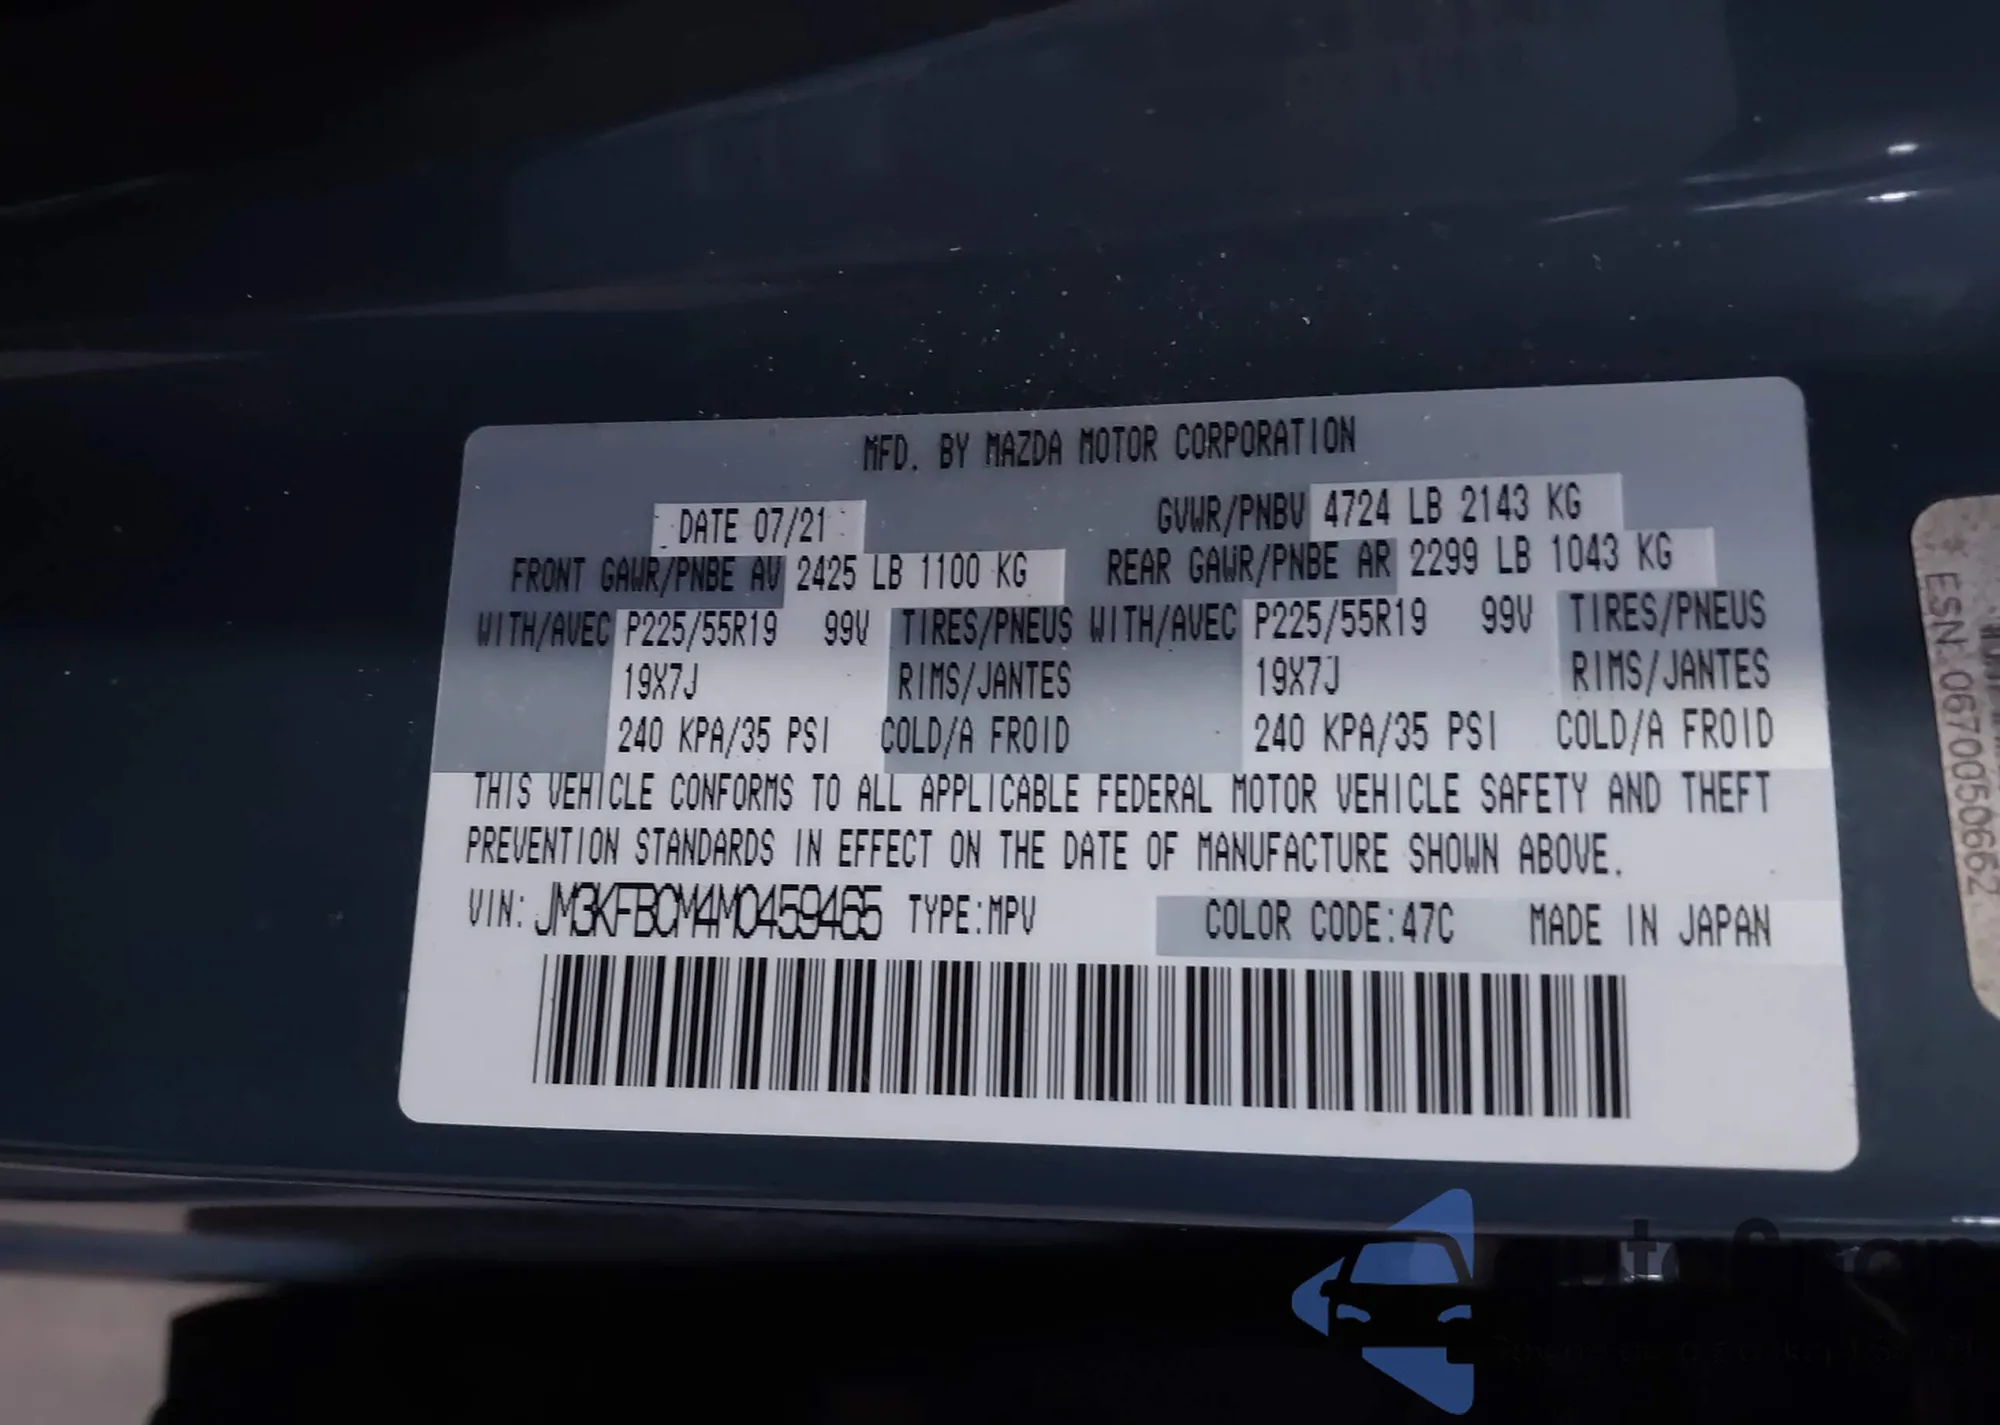 MFD. BY MAZDA MOTOR CORPORATION
DATE 07/21 GVWR/PNBV 4724 LB 2143 KG
FRONT GAWR/PNBE AV 2425 LB 1100 KG REAR GAWR/PNBE AR 2299 LB 1043 KG
WITH/AVEC P225/55R19 99V TIRES/PNEUS WITH/AVEC P225/55R19 99V TIRES/PNEUS
19X7J RIMS/JANTES 19X7J RIMS/JANTES
240 KPA/35 PSI COLD/A FROID 240 KPA/35 PSI COLD/A FROID
THIS VEHICLE CONFORMS TO ALL APPLICABLE FEDERAL MOTOR VEHICLE SAFETY AND THEFT
PREVENTION STANDARDS IN EFFECT ON THE DATE OF MANUFACTURE SHOWN ABOVE.
VIN: JM3KFBCM4M0459465 TYPE:MPV COLOR CODE:47C MADE IN JAPAN
* ESN 0670050662